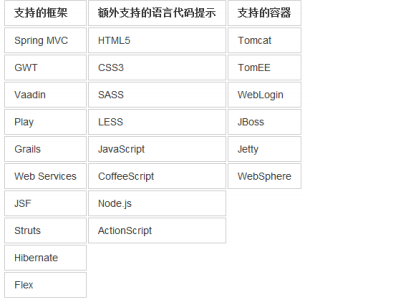 支持的框架 额外支持的语言代码提示 支持的容器
Spring MVC HTML5 Tomcat
GWT CSS3 TomEE
Vaadin SASS WebLogin
Play LESS JBoss
Grails JavaScript Jetty
Web Services CoffeeScript WebSphere
JSF Node.js
Struts ActionScript
Hibernate
Flex